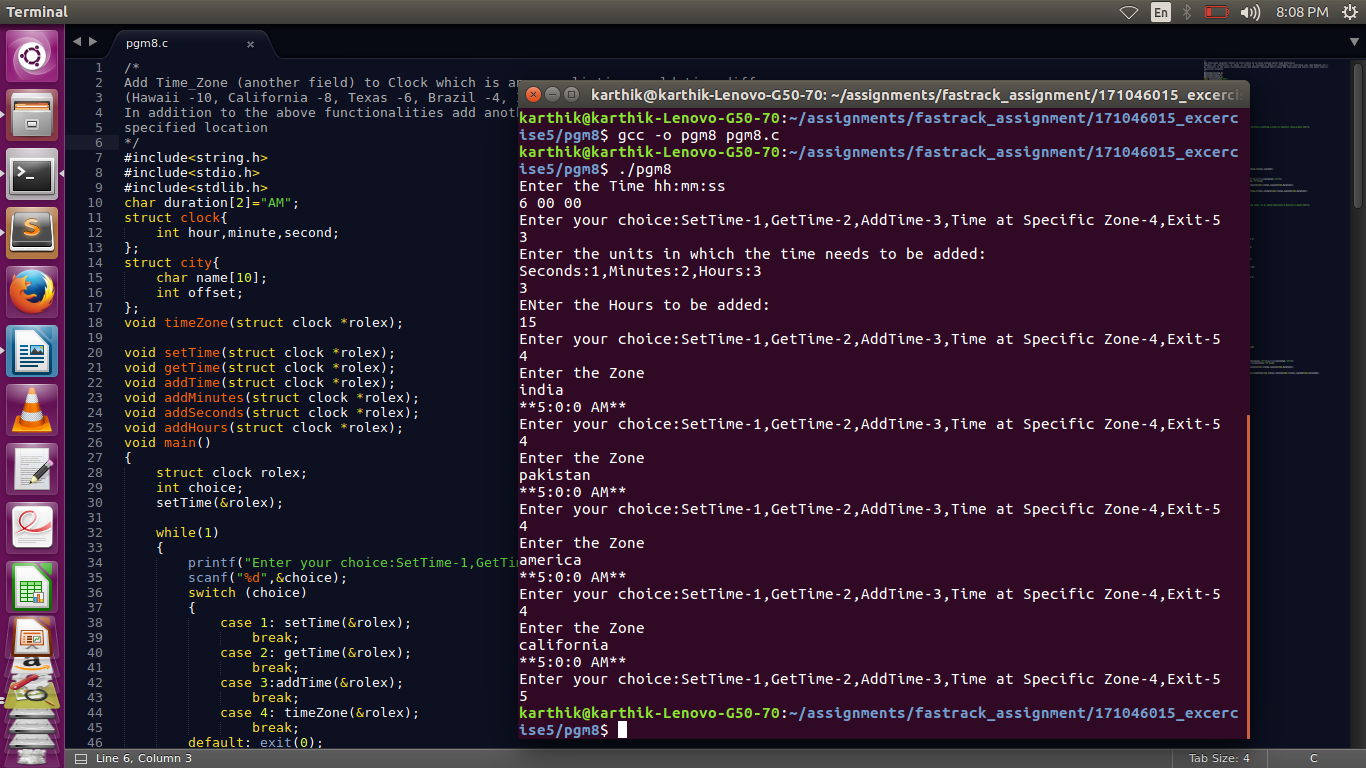 Terminal
En
8:08 PM
pgm8.c
1 /*
2 Add Time_Zone (another field) to Clock which is an
3 (Hawaii -10, California -8, Texas -6, Brazil -4,
4 In addition to the above functionalities add anoth
5 specified location
6 */
7 #include<string.h>
8 #include<stdio.h>
9 #include<stdlib.h>
10 char duration[2]="AM";
11 struct clock{
12 int hour,minute,second;
13 };
14 struct city{
15 char name[10];
16 int offset;
17 };
18 void timeZone(struct clock *rolex);
19
20 void setTime(struct clock *rolex);
21 void getTime(struct clock *rolex);
22 void addTime(struct clock *rolex);
23 void addMinutes(struct clock *rolex);
24 void addSeconds(struct clock *rolex);
25 void addHours(struct clock *rolex);
26 void main()
27 {
28 struct clock rolex;
29 int choice;
30 setTime(&rolex);
31
32 while(1)
33 {
34 printf("Enter your choice:SetTime-1,GetTi
35 scanf("%d",&choice);
36 switch (choice)
37 {
38 case 1: setTime(&rolex);
39 break;
40 case 2: getTime(&rolex);
41 break;
42 case 3:addTime(&rolex);
43 break;
44 case 4: timeZone(&rolex);
45 break;
46 default: exit(0);
karthik@karthik-Lenovo-G50-70: ~/assignments/fastrack_assignment/171046015_excerc
karthik@karthik-Lenovo-G50-70:~/assignments/fastrack_assignment/171046015_excerc
ise5/pgm8$ gcc -o pgm8 pgm8.c
karthik@karthik-Lenovo-G50-70:~/assignments/fastrack_assignment/171046015_excerc
ise5/pgm8$ ./pgm8
Enter the Time hh:mm:ss
6 00 00
Enter your choice:SetTime-1,GetTime-2,AddTime-3,Time at Specific Zone-4,Exit-5
3
Enter the units in which the time needs to be added:
Seconds:1,Minutes:2,Hours:3
3
ENter the Hours to be added:
15
Enter your choice:SetTime-1,GetTime-2,AddTime-3,Time at Specific Zone-4,Exit-5
4
Enter the Zone
india
**5:0:0 AM**
Enter your choice:SetTime-1,GetTime-2,AddTime-3,Time at Specific Zone-4,Exit-5
4
Enter the Zone
pakistan
**5:0:0 AM**
Enter your choice:SetTime-1,GetTime-2,AddTime-3,Time at Specific Zone-4,Exit-5
4
Enter the Zone
america
**5:0:0 AM**
Enter your choice:SetTime-1,GetTime-2,AddTime-3,Time at Specific Zone-4,Exit-5
4
Enter the Zone
california
**5:0:0 AM**
Enter your choice:SetTime-1,GetTime-2,AddTime-3,Time at Specific Zone-4,Exit-5
5
karthik@karthik-Lenovo-G50-70:~/assignments/fastrack_assignment/171046015_excerc
ise5/pgm8$
Line 6, Column 3
Tab Size: 4
C